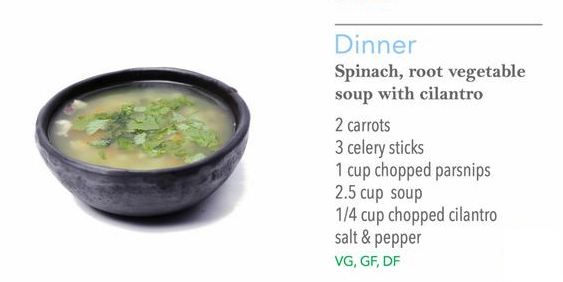 Dinner
Spinach, root vegetable
soup with cilantro
2 carrots
3 celery sticks
1 cup chopped parsnips
2.5 cup soup
1/4 cup chopped cilantro
salt & pepper
VG, GF, DF